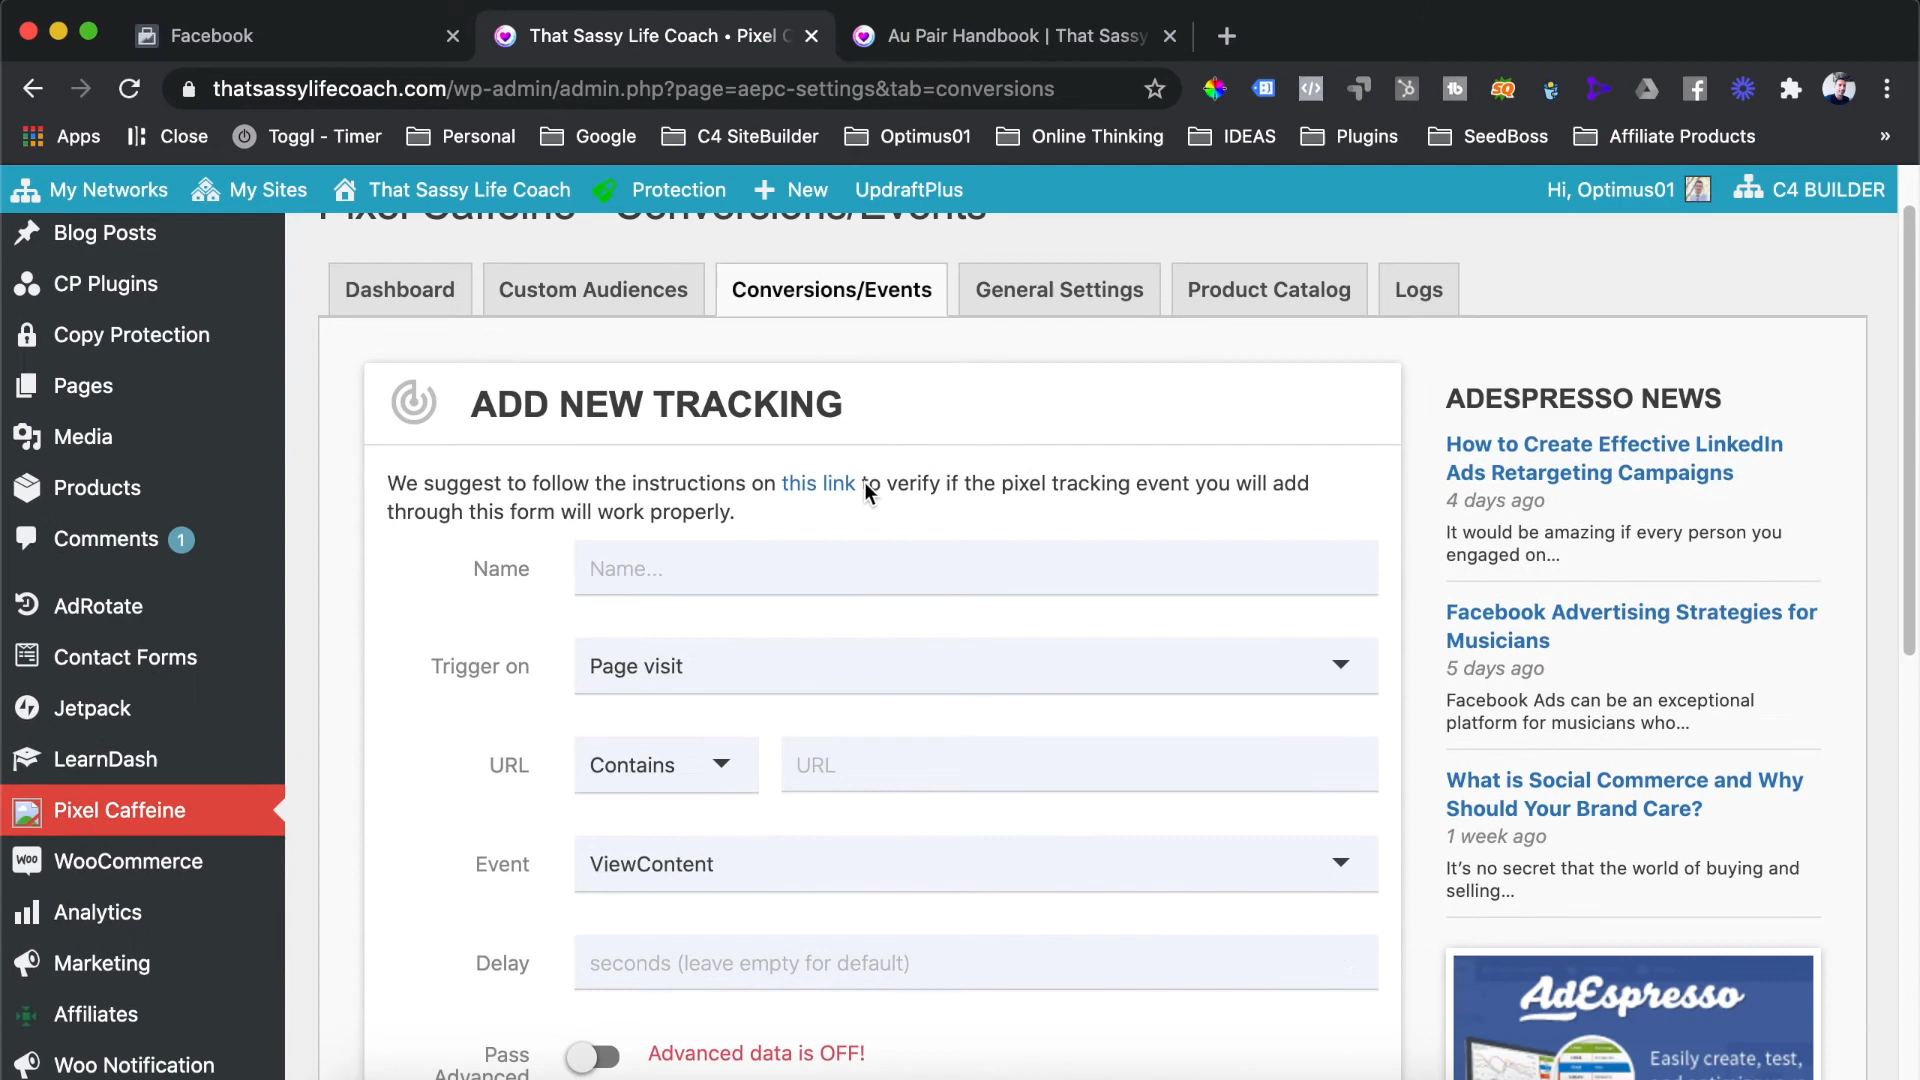 Facebook
That Sassy Life Coach • Pixel C
Au Pair Handbook | That Sassy
thatsassylifecoach.com/wp-admin/admin.php?page=aepc-settings&tab=conversions
Apps
Close
Toggl - Timer
Personal
Google
C4 SiteBuilder
Optimus01
Online Thinking
IDEAS
Plugins
SeedBoss
Affiliate Products
»
My Networks
My Sites
That Sassy Life Coach
Protection
New
UpdraftPlus
Hi, Optimus01
C4 BUILDER
Blog Posts
CP Plugins
Copy Protection
Pages
Media
Products
Comments 1
AdRotate
Contact Forms
Jetpack
LearnDash
Pixel Caffeine
WooCommerce
Analytics
Marketing
Affiliates
Woo Notification
Pixel Caffeine - Conversions/Events
Dashboard
Custom Audiences
Conversions/Events
General Settings
Product Catalog
Logs
ADD NEW TRACKING
We suggest to follow the instructions on this link to verify if the pixel tracking event you will add
through this form will work properly.
Name
Name...
Trigger on
Page visit
URL
Contains
URL
Event
ViewContent
Delay
seconds (leave empty for default)
Pass
Advanced
Advanced data is OFF!
ADESPRESSO NEWS
How to Create Effective LinkedIn
Ads Retargeting Campaigns
4 days ago
It would be amazing if every person you
engaged on...
Facebook Advertising Strategies for
Musicians
5 days ago
Facebook Ads can be an exceptional
platform for musicians who...
What is Social Commerce and Why
Should Your Brand Care?
1 week ago
It's no secret that the world of buying and
selling...
AdEspresso
Easily create, test,